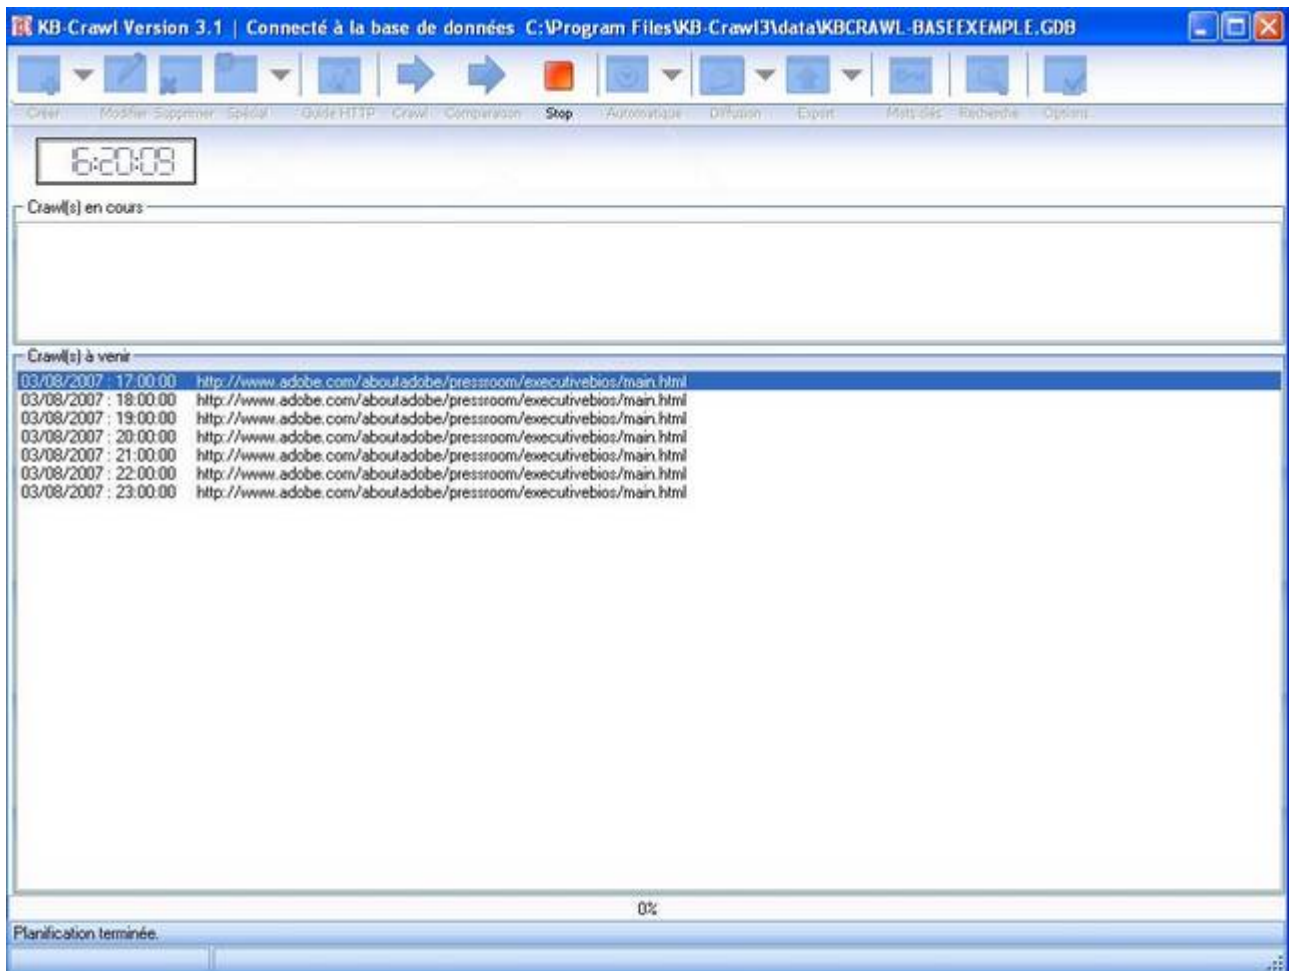 KB-Crawl Version 3.1 | Connecté à la base de données C:\Program Files\KB-Crawl3\data\KBCRAWL-BASEEXEMPLE.GDB
Créer Modifier Supprimer Spécial Guide HTTP Crawl Comparaison Stop Automatique Diffusion Export Mots clés Recherche Options
16:20:09
Crawl(s) en cours
Crawl(s) à venir
03/08/2007 : 17:00:00 http://www.adobe.com/aboutadobe/pressroom/executivebios/main.html
03/08/2007 : 18:00:00 http://www.adobe.com/aboutadobe/pressroom/executivebios/main.html
03/08/2007 : 19:00:00 http://www.adobe.com/aboutadobe/pressroom/executivebios/main.html
03/08/2007 : 20:00:00 http://www.adobe.com/aboutadobe/pressroom/executivebios/main.html
03/08/2007 : 21:00:00 http://www.adobe.com/aboutadobe/pressroom/executivebios/main.html
03/08/2007 : 22:00:00 http://www.adobe.com/aboutadobe/pressroom/executivebios/main.html
03/08/2007 : 23:00:00 http://www.adobe.com/aboutadobe/pressroom/executivebios/main.html
0%
Planification terminée.